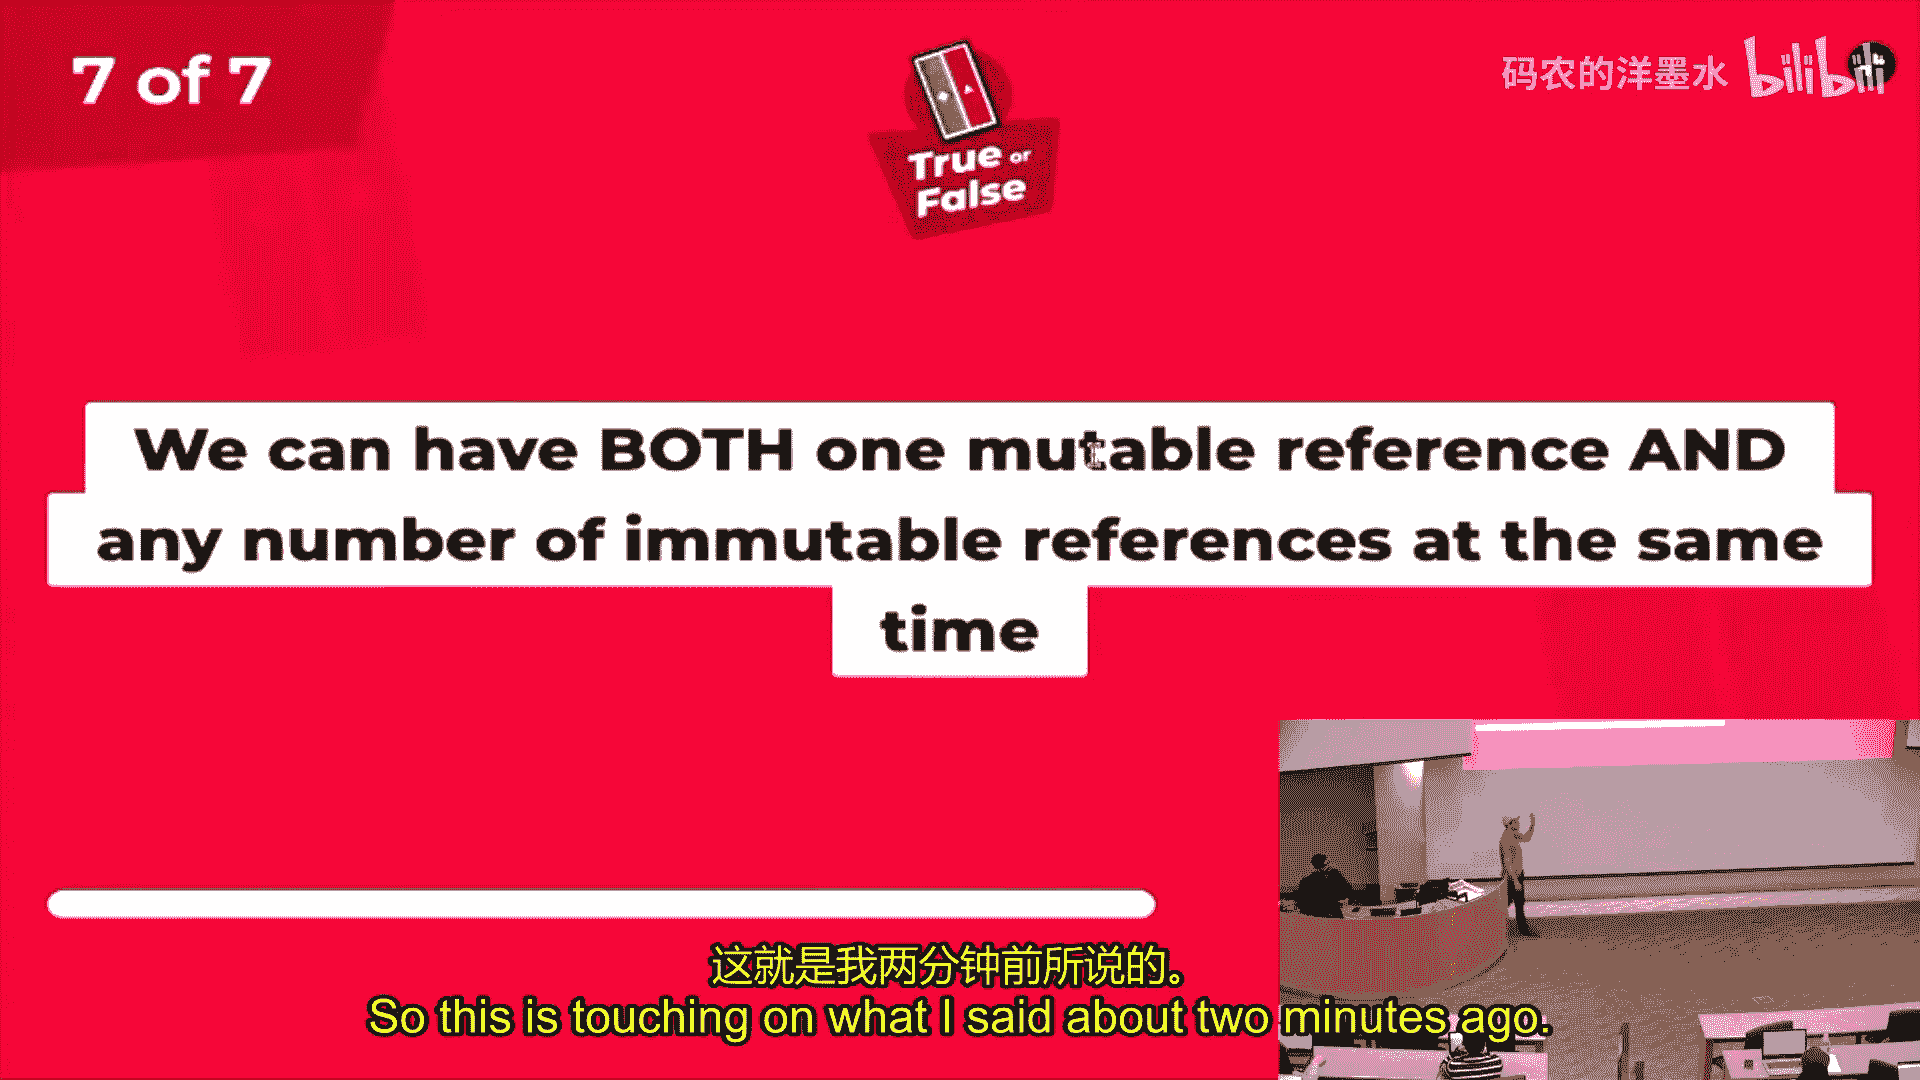 7 of 7
True or
False
码农的洋墨水 bilibili
We can have BOTH one mutable reference AND
any number of immutable references at the same
time
这就是我两分钟前所说的。
So this is touching on what I said about two minutes ago.